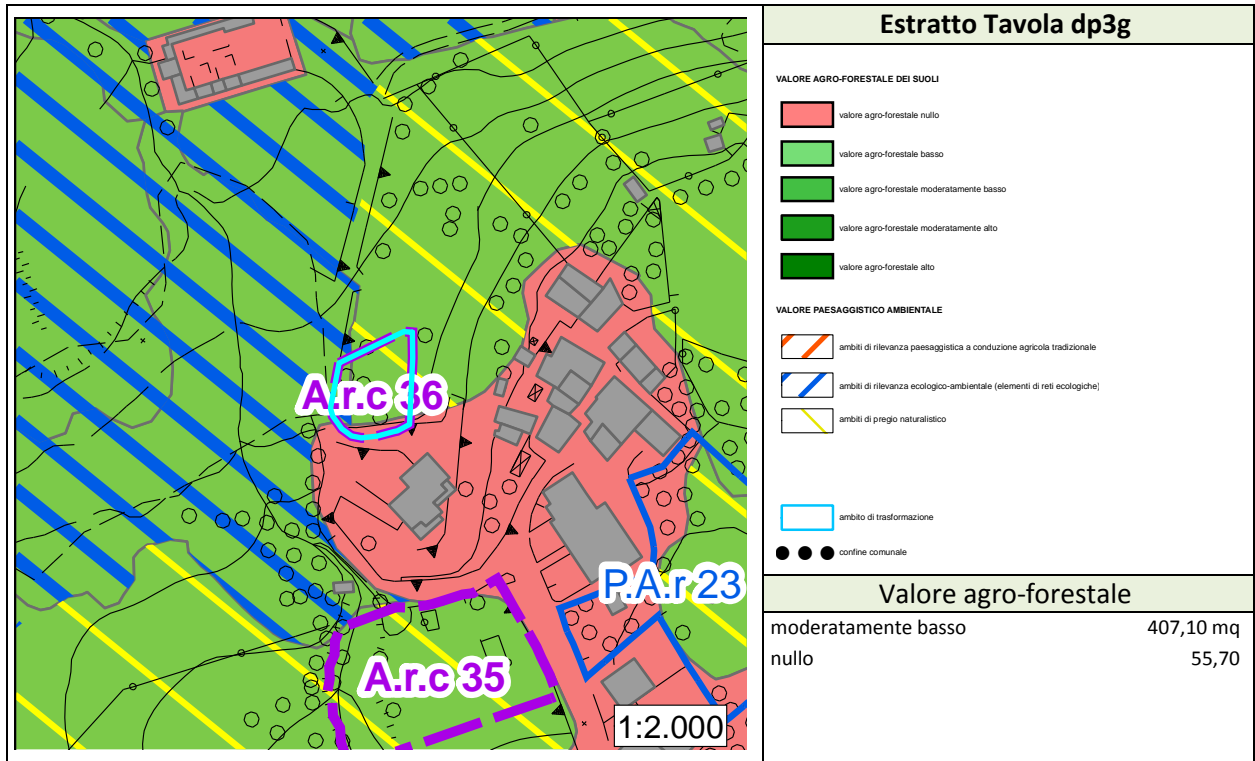 Estratto Tavola dp3g
VALORE AGRO-FORESTALE DEI SUOLI
valore agro-forestale nullo
valore agro-forestale basso
valore agro-forestale moderatamente basso
valore agro-forestale moderatamente alto
valore agro-forestale alto
VALORE PAESAGGISTICO AMBIENTALE
ambiti di rilevanza paesaggistica a conduzione agricola tradizionale
ambiti di rilevanza ecologico-ambientale (elementi di reti ecologiche)
ambiti di pregio naturalistico
ambito di trasformazione
confine comunale
A.r.c 36
P.A.r 23
A.r.c 35
1:2.000
Valore agro-forestale
moderatamente basso 407,10 mq
nullo 55,70